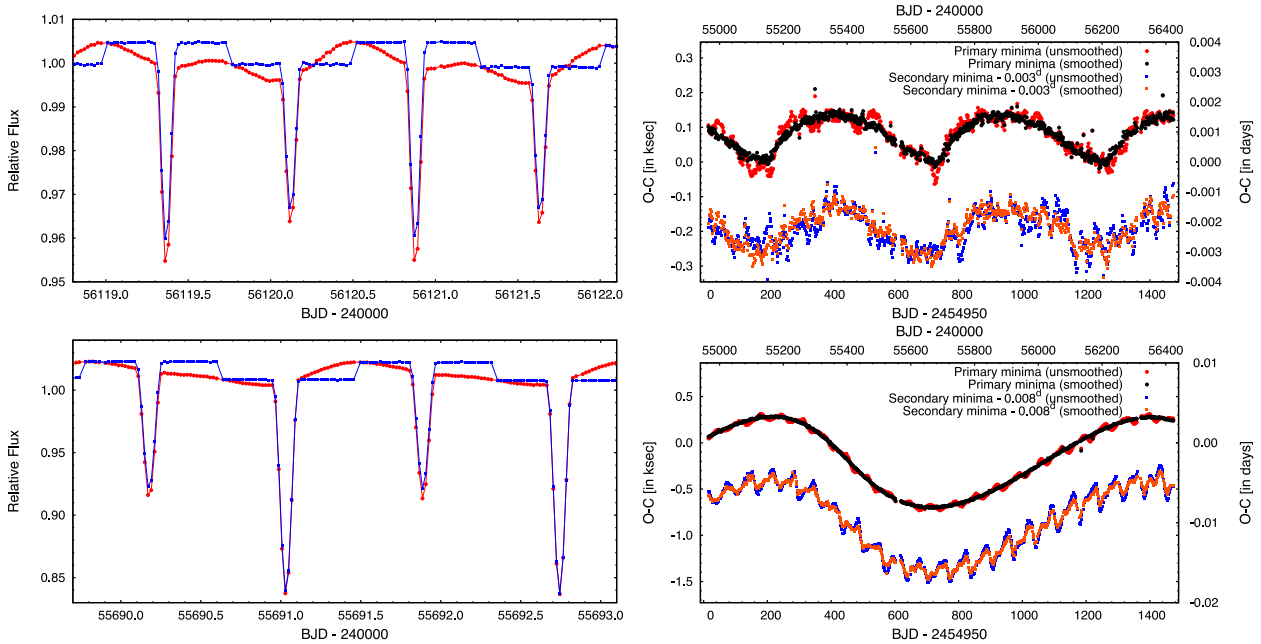 1.01
1.00
0.99
0.98
0.97
0.96
0.95
Relative Flux
56119.0 56119.5 56120.0 56120.5 56121.0 56121.5 56122.0
BJD - 240000
BJD - 240000
55000 55200 55400 55600 55800 56000 56200 56400
Primary minima (unsmoothed)
Primary minima (smoothed)
Secondary minima - 0.003d (unsmoothed)
Secondary minima - 0.003d (smoothed)
0.3
0.2
0.1
0.0
-0.1
-0.2
-0.3
O-C [in ksec]
0.004
0.003
0.002
0.001
0.000
-0.001
-0.002
-0.003
-0.004
O-C [in days]
0 200 400 600 800 1000 1200 1400
BJD - 2454950
1.00
0.95
0.90
0.85
Relative Flux
55690.0 55690.5 55691.0 55691.5 55692.0 55692.5 55693.0
BJD - 240000
BJD - 240000
55000 55200 55400 55600 55800 56000 56200 56400
Primary minima (unsmoothed)
Primary minima (smoothed)
Secondary minima - 0.008d (unsmoothed)
Secondary minima - 0.008d (smoothed)
0.5
0.0
-0.5
-1.0
-1.5
O-C [in ksec]
0.01
0.00
-0.01
-0.02
O-C [in days]
0 200 400 600 800 1000 1200 1400
BJD - 2454950